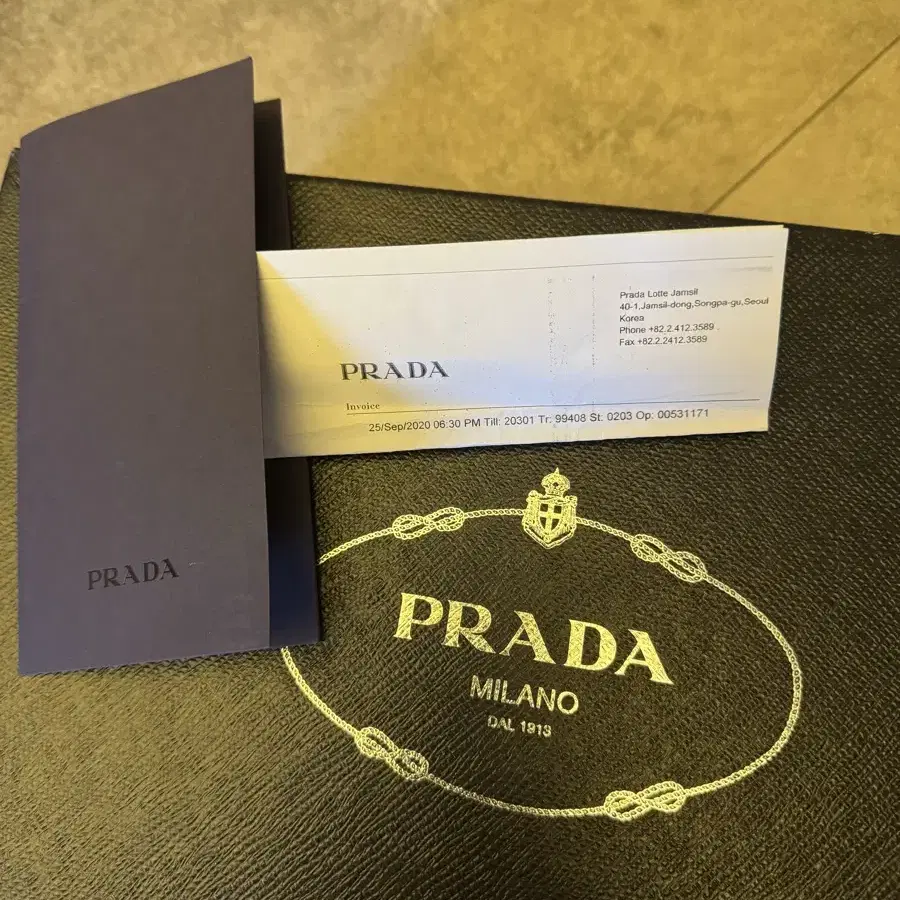 Prada Lotte Jamsil
40-1,Jamsil-dong,Songpa-gu,Seoul
Korea
Phone +82.2.412.3589
Fax +82.2.2412.3589
PRADA
Invoice
25/Sep/2020 06:30 PM Till: 20301 Tr: 99408 St: 0203 Op: 00531171
PRADA
PRADA
MILANO
DAL 1913